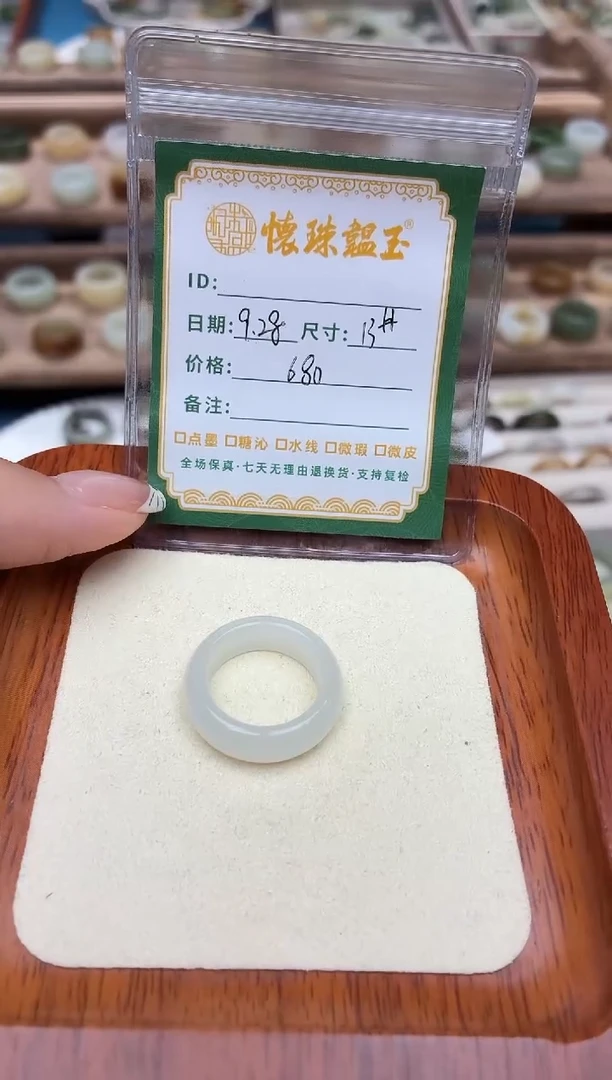 懷珠韞玉®
ID:
日期:9.28 尺寸:13#
价格: 680
备注:
□点墨 □糖沁 □水线 □微瑕 □微皮
全场保真·七天无理由退换货·支持复检